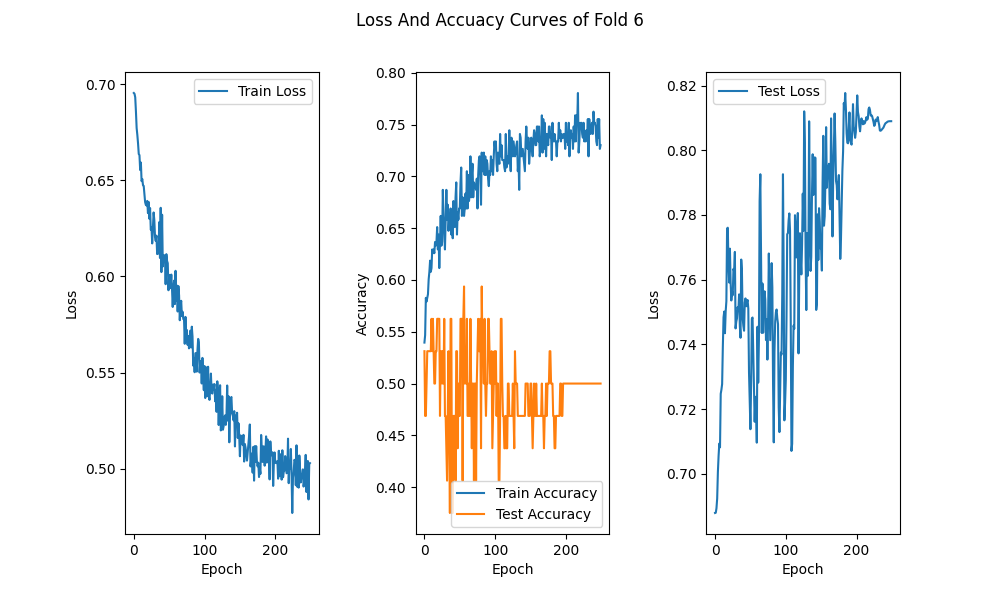 Loss And Accuacy Curves of Fold 6
0.70
0.65
0.60
0.55
0.50
Loss
0 100 200
Epoch
Train Loss
0.80
0.75
0.70
0.65
0.60
0.55
0.50
0.45
0.40
Accuracy
0 100 200
Epoch
Train Accuracy
Test Accuracy
0.82
0.80
0.78
0.76
0.74
0.72
0.70
Loss
0 100 200
Epoch
Test Loss